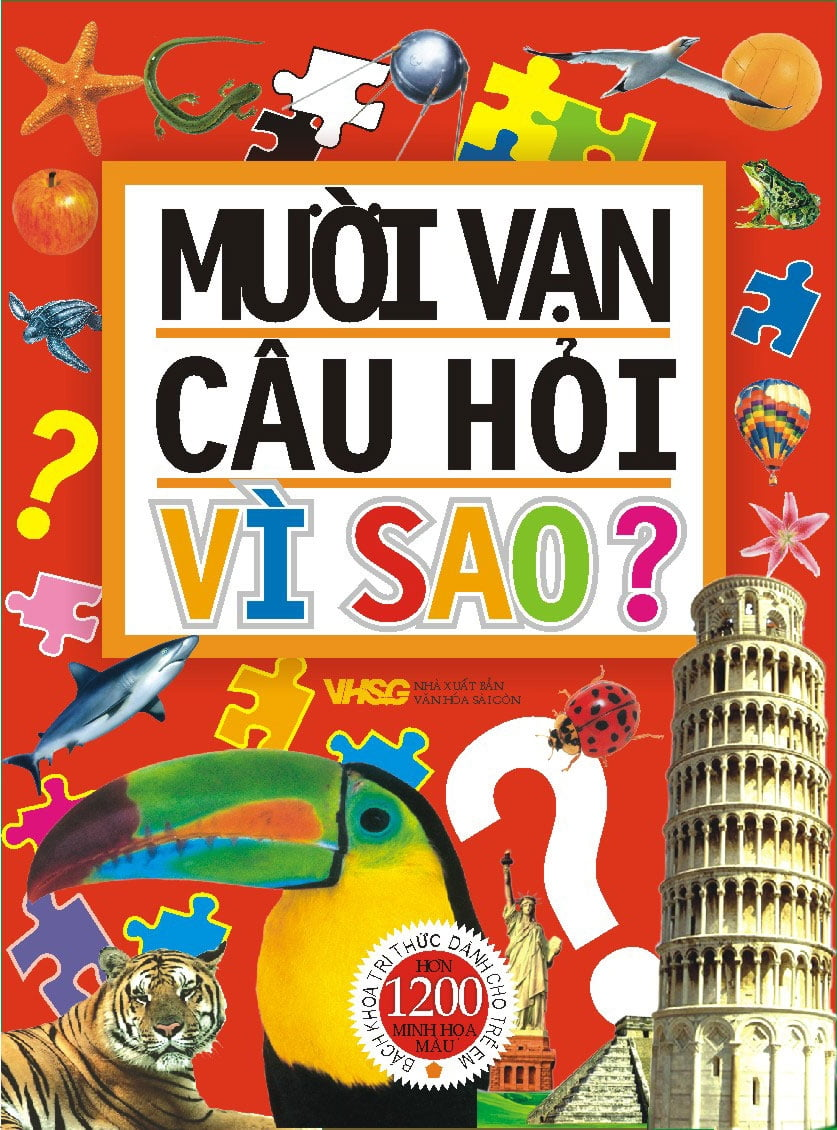 MƯỜI VẠN
CÂU HỎI
VÌ SAO?
VHSG NHÀ XUẤT BẢN
VĂN HÓA SÀI GÒN
BÁCH KHOA TRI THỨC DÀNH CHO TRẺ EM
HƠN
1200
MINH HỌA
MÀU